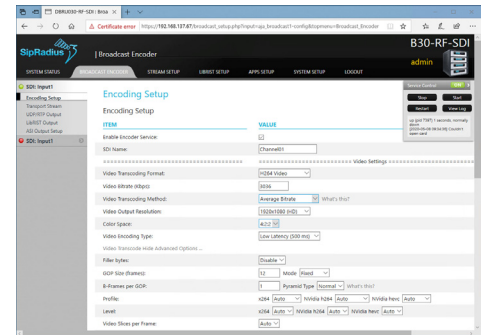 DBRUX30-RF-SDI : Broa
Certificate error
https://192.168.137.67/broadcast_setup.php?input=upa_broadcast1-config&topmenu=Broadcast_Encoder
SipRadius
| Broadcast Encoder
B30-RF-SDI
admin
SYSTEM STATUS
BROADCAST ENCODER
STREAM SETUP
LIBRIST SETUP
APPS SETUP
SYSTEM SETUP
LOGOUT
SDI: Input1
Encoding Setup
Transport Stream
UDP/RTP Output
LibRIST Output
ASI Output Setup
SDI: Input1
Service Control
Off
Stop
Start
Restart
View Log
Encoding Setup
Encoding Setup
ITEM
VALUE
Enable Encoder Service:
SDI Name:
Channel01
Video Settings
Video Transcoding Format:
H264 Video
Video Bitrate (Kbps):
3036
Video Transcoding Method:
Average Bitrate
What's this?
Video Output Resolution:
1920x1080 (HD)
Color Space:
4:2:2
Video Encoding Type:
Low Latency (500 ms)
Video Transcode Hide Advanced Options...
Filler bytes:
Disable
GOP Size (frames):
12
Mode
Fixed
B-Frames per GOP:
1
Pyramid Type
Normal
What's this?
Profile:
x264
Auto
NVidia h264
Auto
NVidia hevc
Auto
Level:
x264
Auto
NVidia h264
Auto
NVidia hevc
Auto
Video Slices per Frame:
Auto